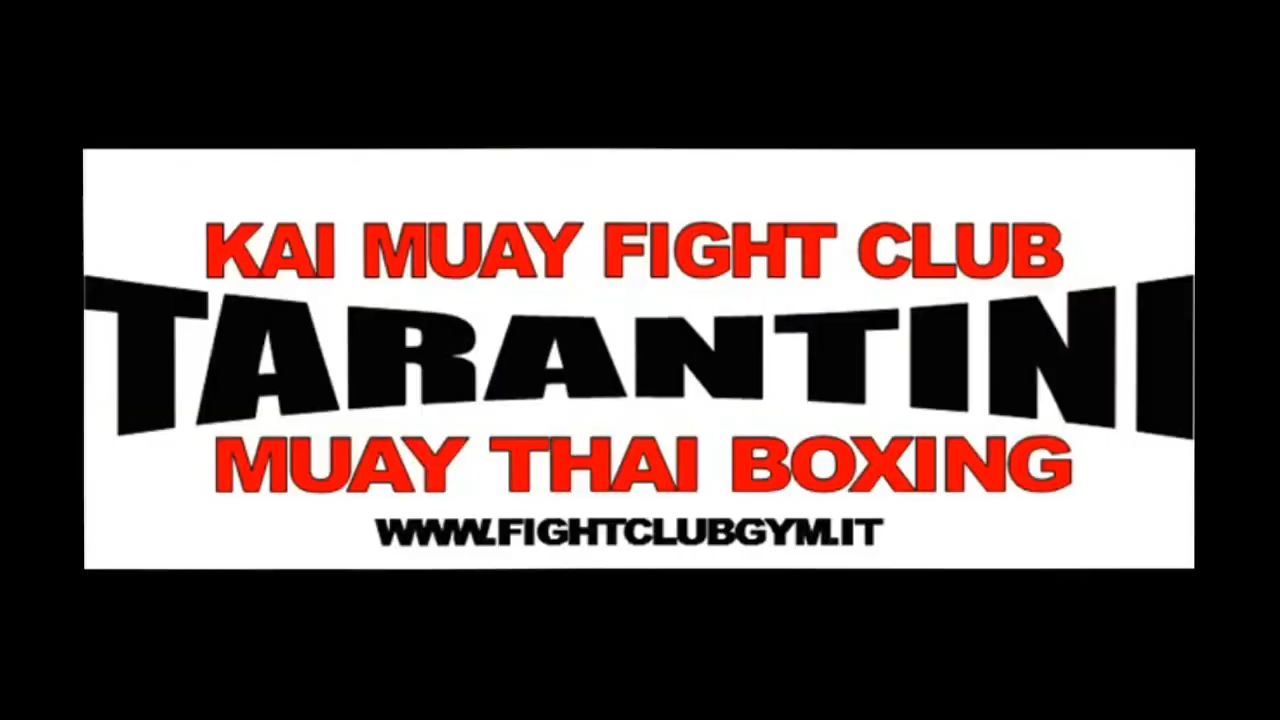 KAI MUAY FIGHT CLUB
TARANTINI
MUAY THAI BOXING
WWW.FIGHTCLUBGYM.IT